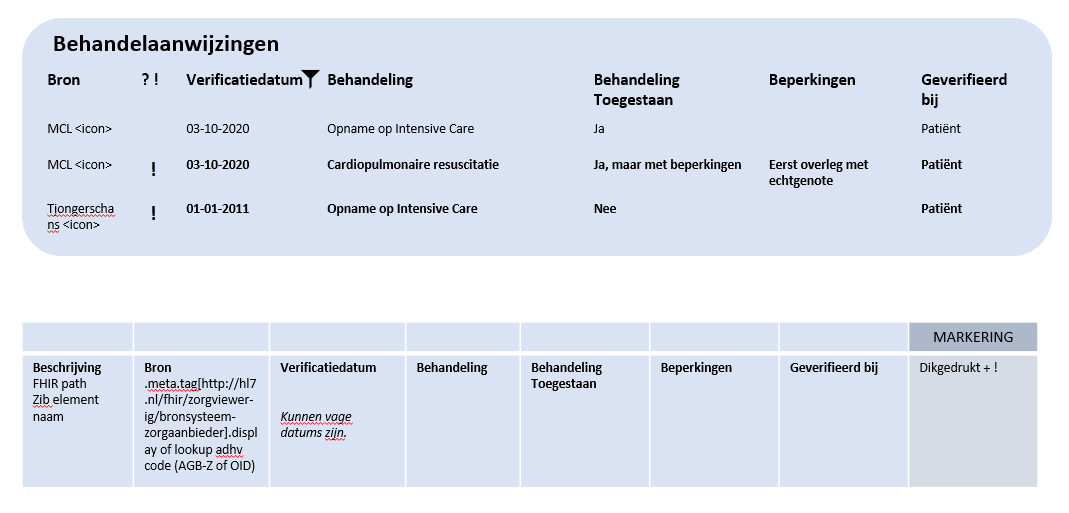 Behandelaanwijzingen
Bron ? ! Verificatiedatum Behandeling Behandeling Toegestaan Beperkingen Geverifieerd bij
MCL <icon> 03-10-2020 Opname op Intensive Care Ja Patiënt
MCL <icon> ! 03-10-2020 Cardiopulmonaire resuscitatie Ja, maar met beperkingen Eerst overleg met echtgenote Patiënt
Tjongerscha
ns <icon> ! 01-01-2011 Opname op Intensive Care Nee Patiënt
MARKERING
Beschrijving
FHIR path
Zib element
naam
Bron
.meta.tag[http://hl7
.nl/fhir/zorgviewer-
ig/bronsysteem-
zorgaanbieder].displ
ay of lookup adhv
code (AGB-Z of OID)
Verificatiedatum
Kunnen vage
datums zijn.
Behandeling
Behandeling
Toegestaan
Beperkingen
Geverifieerd bij
Dikgedrukt + !